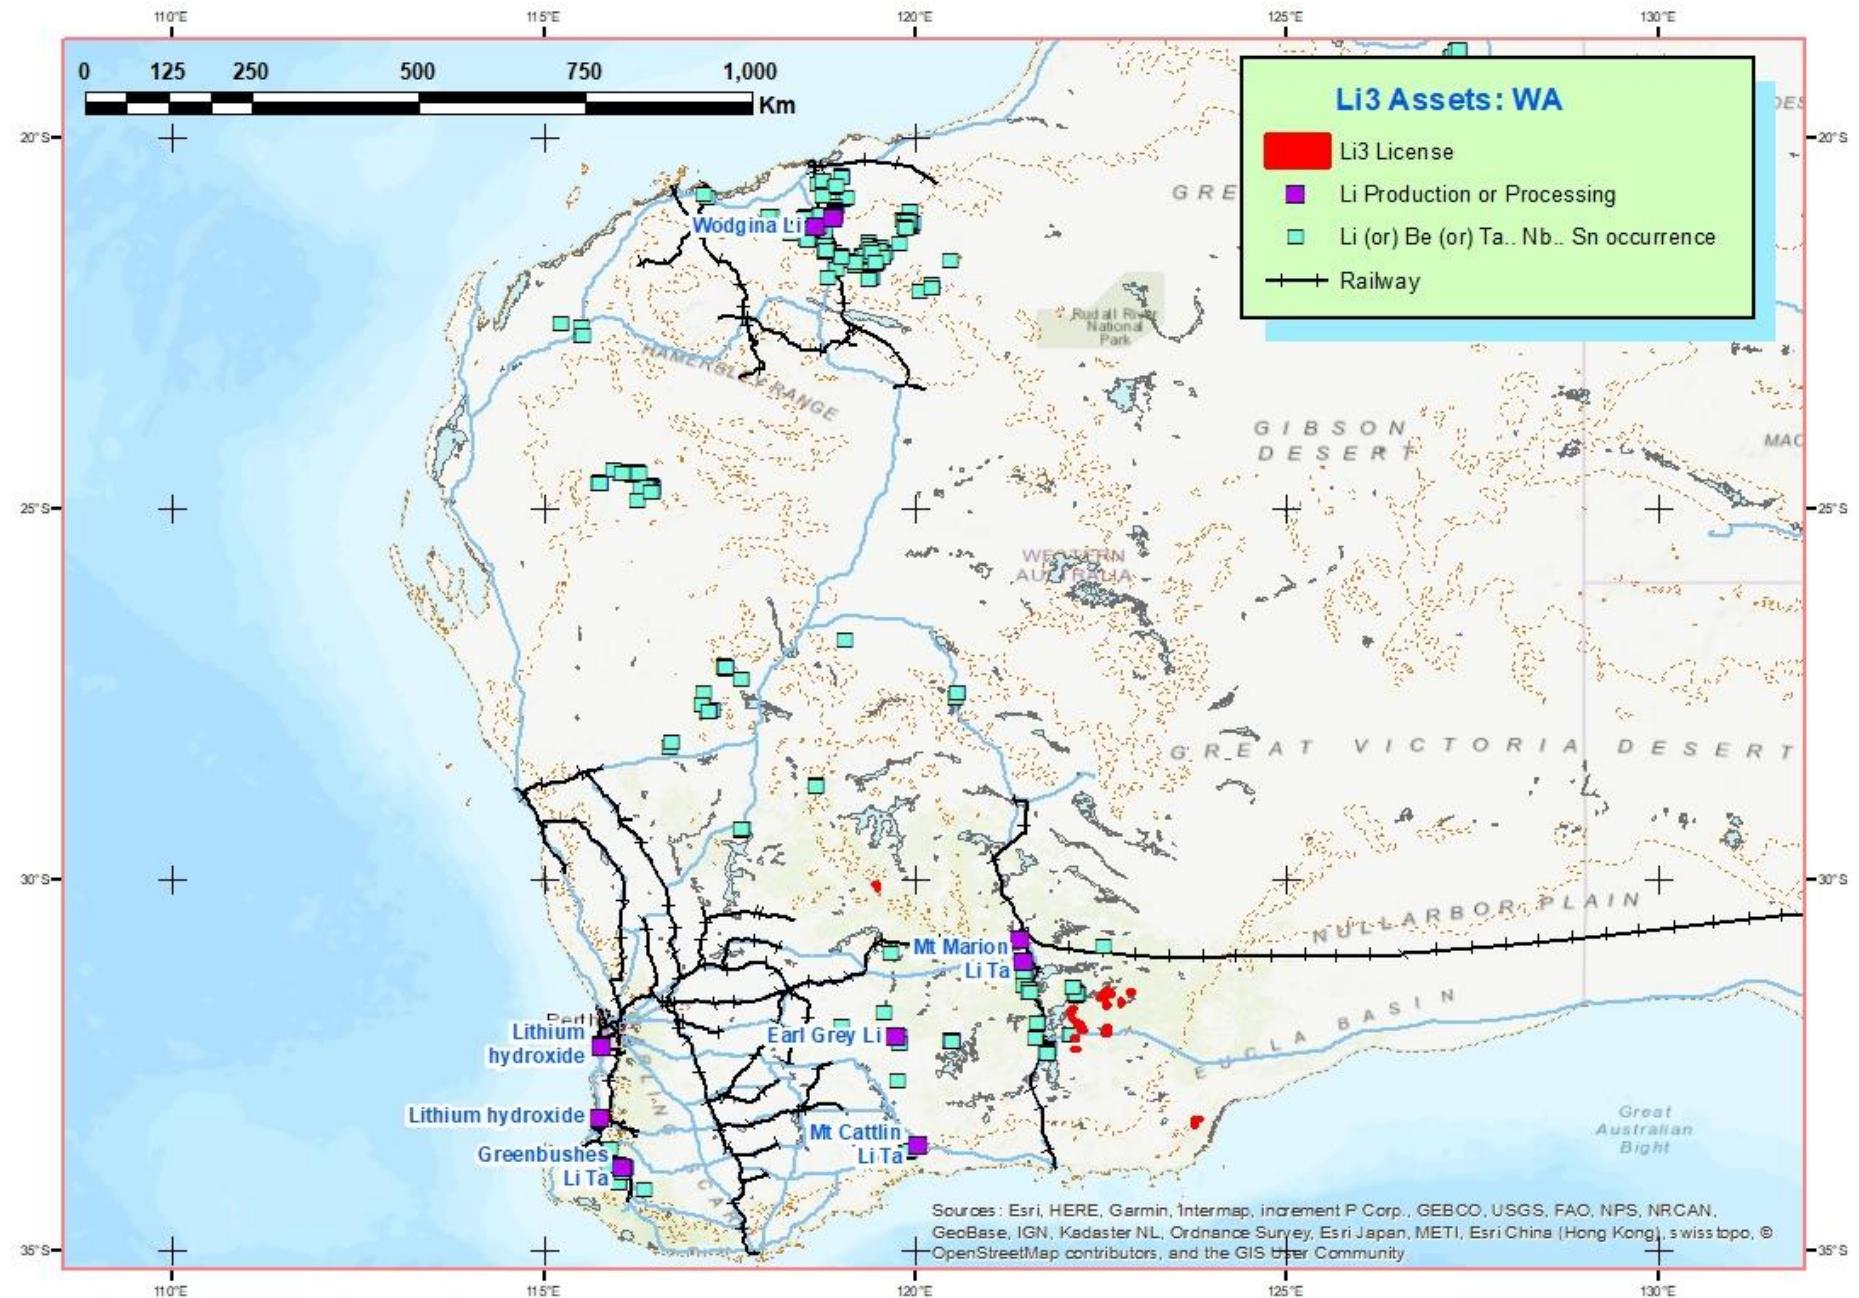 110°E 115°E 120°E 125°E 130°E
0 125 250 500 750 1,000
Km
Li3 Assets: WA
Li3 License
Li Production or Processing
Li (or) Be (or) Ta.. Nb.. Sn occurrence
Railway
20°S 20°S
GRE
Wodgina Li
Rudall River
National
Park
HAMERSLEY RANGE
GIBSON
DESERT
MAC
25°S 25°S
WESTERN
AUSTRALIA
GREAT VICTORIA DESERT
30°S 30°S
NULLARBOR PLAIN
Mt Marion
Li Ta
Perth
Lithium
hydroxide
Earl Grey Li
EUCLA BASIN
Lithium hydroxide
Mt Cattlin
Li Ta
Greenbushes
Li Ta
Great
Australian
Bight
Sources: Esri, HERE, Garmin, Intermap, increment P Corp., GEBCO, USGS, FAO, NPS, NRCAN,
GeoBase, IGN, Kadaster NL, Ordnance Survey, Esri Japan, METI, Esri China (Hong Kong), swisstopo, ©
OpenStreetMap contributors, and the GIS User Community
35°S 35°S
110°E 115°E 120°E 125°E 130°E